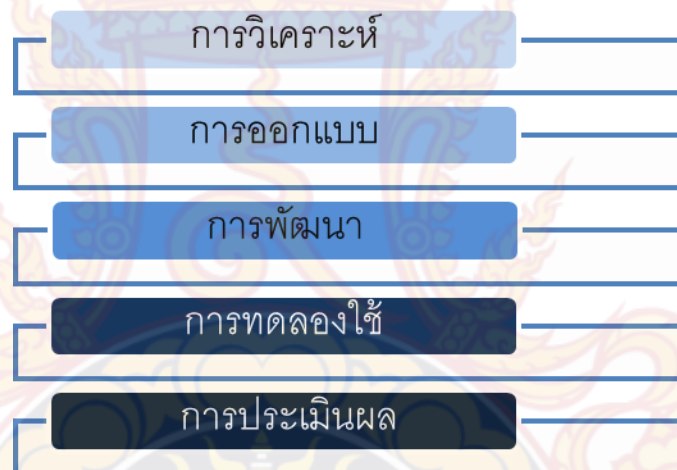 การวิเคราะห์
การออกแบบ
การพัฒนา
การทดลองใช้
การประเมินผล